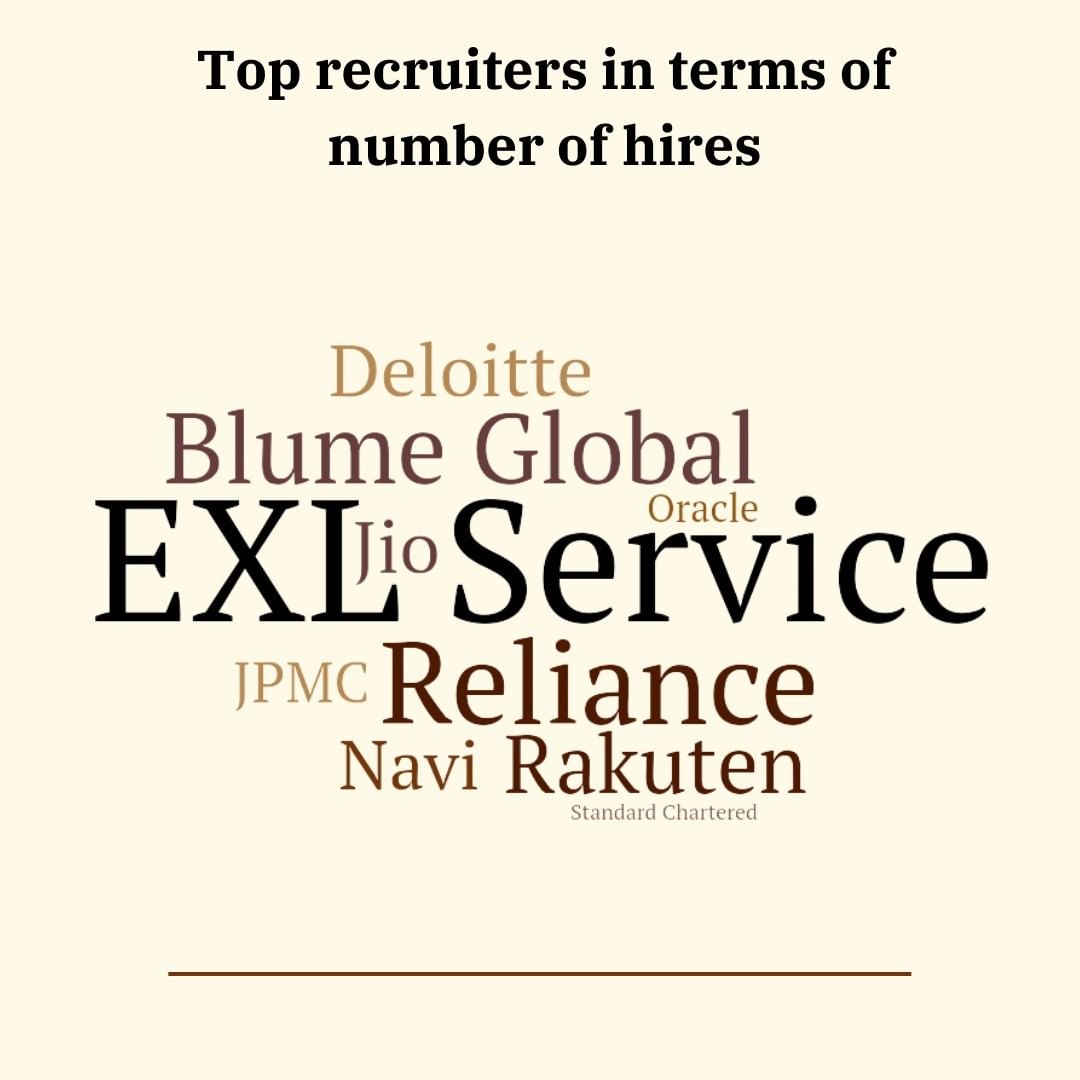 Top recruiters in terms of
number of hires
Deloitte
Blume Global
Oracle
EXL Service
Jio
JPMC
Reliance
Navi
Rakuten
Standard Chartered